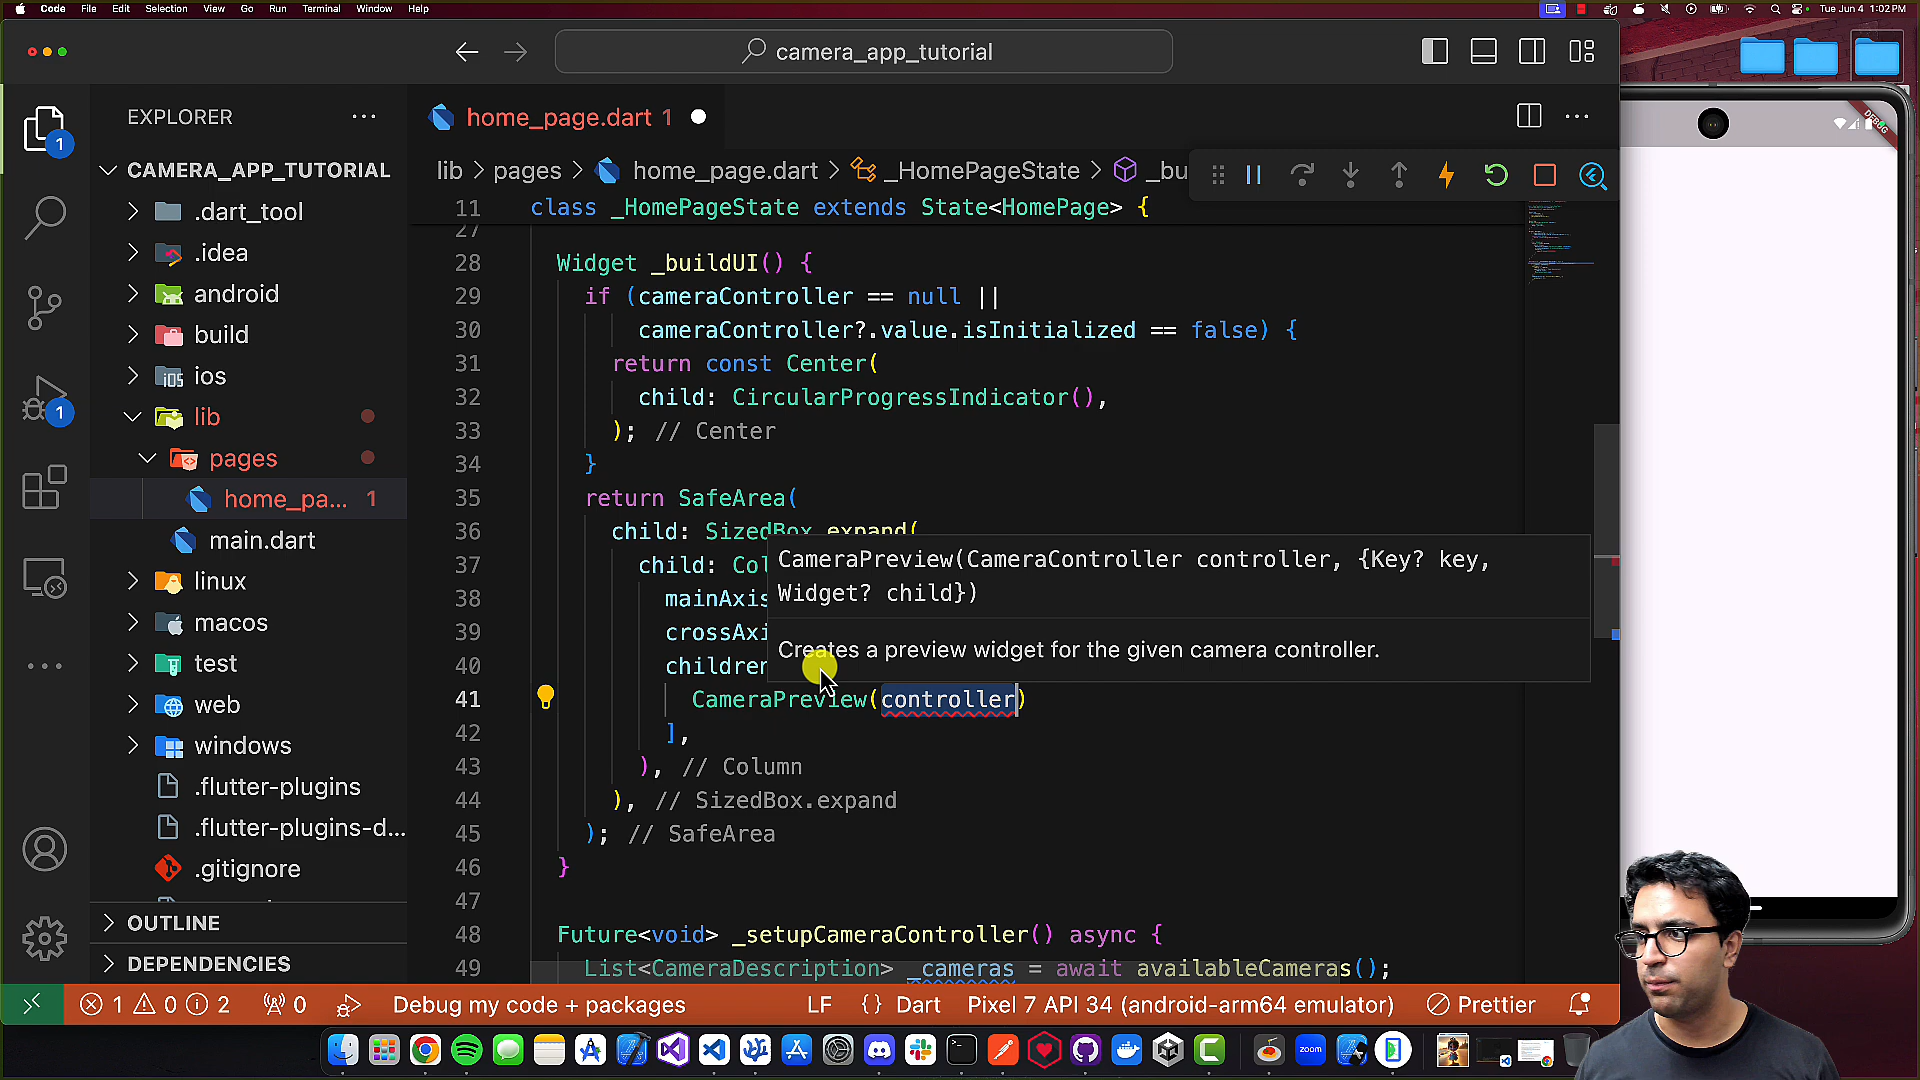 Code File Edit Selection View Go Run Terminal Window Help
Tue Jun 4 1:02 PM
camera_app_tutorial
EXPLORER
home_page.dart 1
CAMERA_APP_TUTORIAL
lib > pages > home_page.dart > _HomePageState > _bu
DEBUG
11 class _HomePageState extends State<HomePage> {
27
28 Widget _buildUI() {
29 if (cameraController == null ||
30 cameraController?.value.isInitialized == false) {
31 return const Center(
32 child: CircularProgressIndicator(),
33 ); // Center
34 }
35 return SafeArea(
36 child: SizedBox.expand(
37 child: Col
38 mainAxis
39 crossAxi
40 children
41 CameraPreview(controller)
42 ],
43 ), // Column
44 ), // SizedBox.expand
45 ); // SafeArea
46 }
47
48 Future<void> _setupCameraController() async {
49 List<CameraDescription> _cameras = await availableCameras();
CameraPreview(CameraController controller, {Key? key,
Widget? child})
Creates a preview widget for the given camera controller.
.dart_tool
.idea
android
build
ios
lib
pages
home_pa... 1
main.dart
linux
macos
test
web
windows
.flutter-plugins
.flutter-plugins-d...
.gitignore
OUTLINE
DEPENDENCIES
1
1
1 0 2 0 Debug my code + packages LF {} Dart Pixel 7 API 34 (android-arm64 emulator) Prettier
zoom